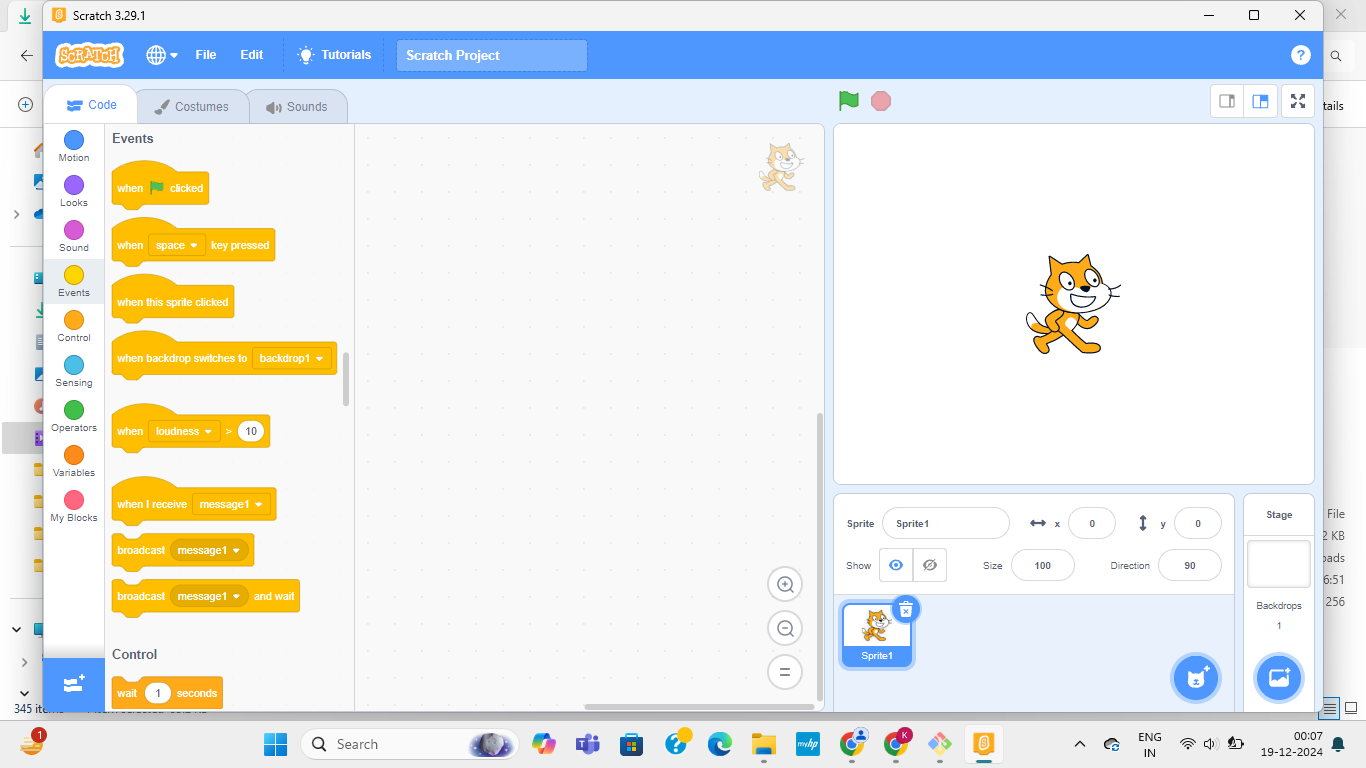 Scratch 3.29.1
SCRATCH
File
Edit
Tutorials
Scratch Project
?
Code
Costumes
Sounds
tails
Motion
Looks
Sound
Events
Control
Sensing
Operators
Variables
My Blocks
Events
when clicked
when space key pressed
when this sprite clicked
when backdrop switches to backdrop1
when loudness > 10
when I receive message1
broadcast message1
broadcast message1 and wait
Control
wait 1 seconds
Sprite Sprite1 x 0 y 0
Show Size 100 Direction 90
Sprite1
Stage
Backdrops
1
File
2 KB
oads
6:51
256
345 items
1
Search
myhp
K
ENG
IN
00:07
19-12-2024